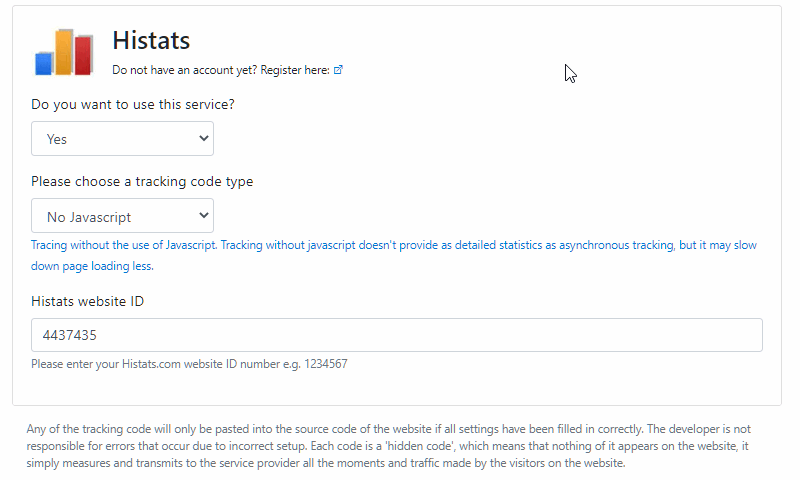 Histats
Do not have an account yet? Register here:
Do you want to use this service?
Yes
Please choose a tracking code type
No Javascript
Tracing without the use of Javascript. Tracking without javascript doesn't provide as detailed statistics as asynchronous tracking, but it may slow
down page loading less.
Histats website ID
4437435
Please enter your Histats.com website ID number e.g. 1234567
Any of the tracking code will only be pasted into the source code of the website if all settings have been filled in correctly. The developer is not
responsible for errors that occur due to incorrect setup. Each code is a 'hidden code', which means that nothing of it appears on the website, it
simply measures and transmits to the service provider all the moments and traffic made by the visitors on the website.